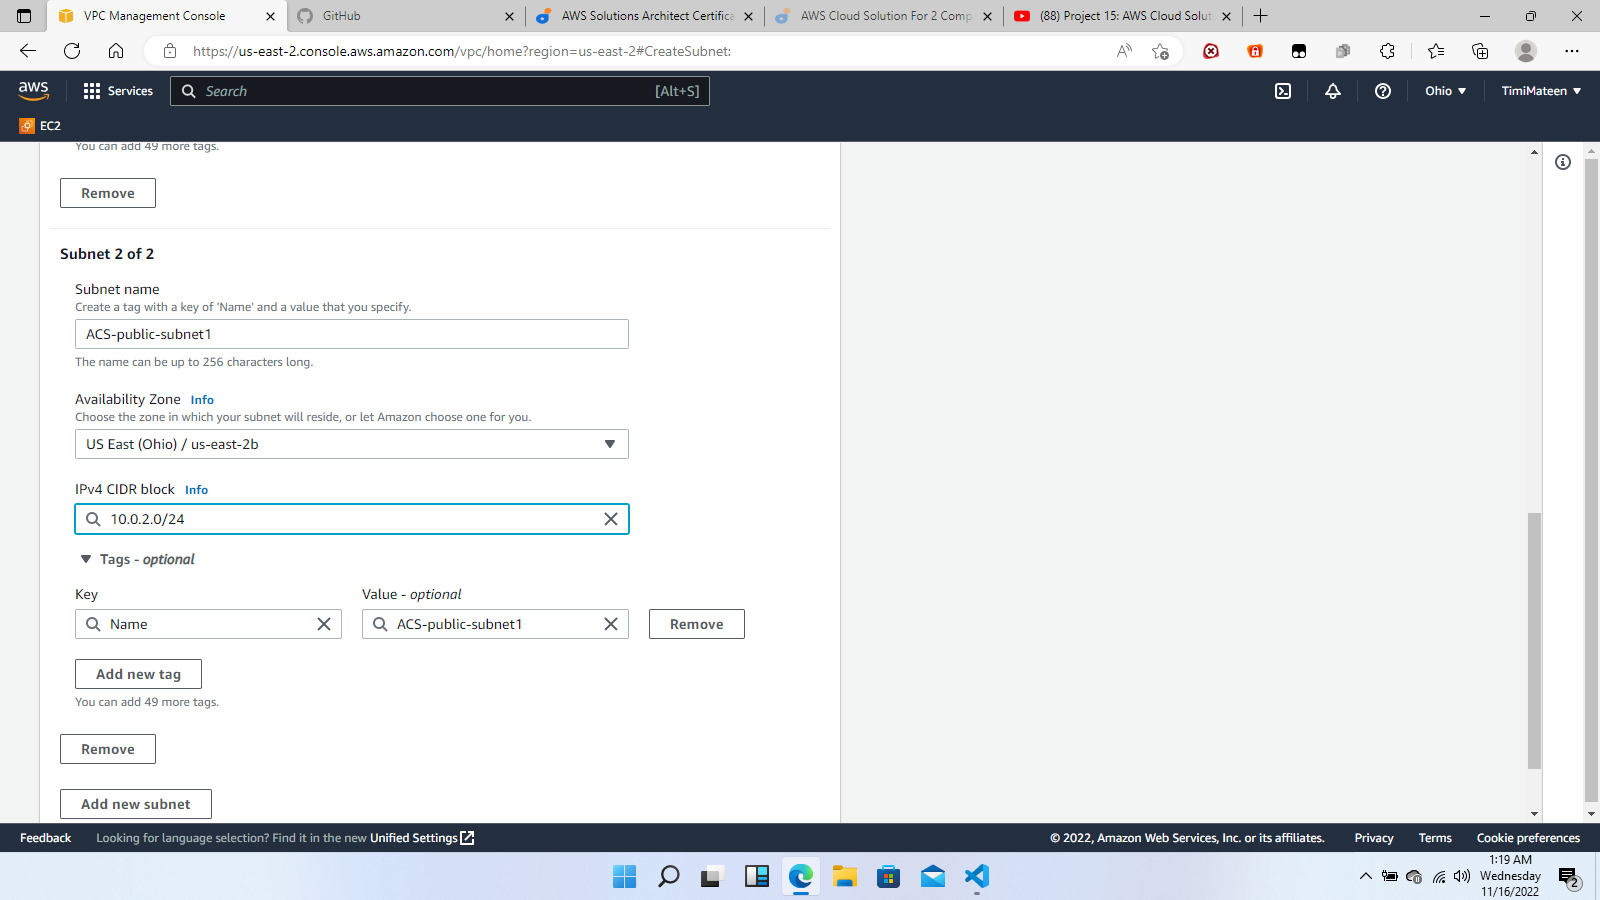 VPC Management Console
GitHub
AWS Solutions Architect Certifica
AWS Cloud Solution For 2 Comp
(88) Project 15: AWS Cloud Solut
https://us-east-2.console.aws.amazon.com/vpc/home?region=us-east-2#CreateSubnet:
aws
Services
Search
[Alt+S]
Ohio
TimiMateen
EC2
You can add 49 more tags.
Remove
Subnet 2 of 2
Subnet name
Create a tag with a key of 'Name' and a value that you specify.
ACS-public-subnet1
The name can be up to 256 characters long.
Availability Zone Info
Choose the zone in which your subnet will reside, or let Amazon choose one for you.
US East (Ohio) / us-east-2b
IPv4 CIDR block Info
10.0.2.0/24
Tags - optional
Key
Value - optional
Name
ACS-public-subnet1
Remove
Add new tag
You can add 49 more tags.
Remove
Add new subnet
Feedback
Looking for language selection? Find it in the new Unified Settings
© 2022, Amazon Web Services, Inc. or its affiliates.
Privacy
Terms
Cookie preferences
1:19 AM
Wednesday
11/16/2022
2